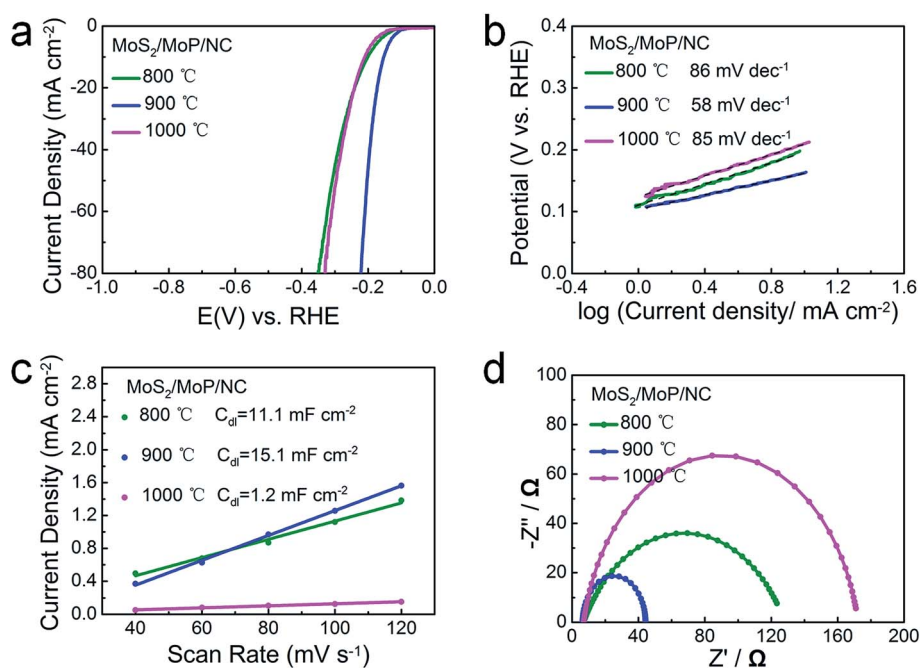 a
MoS2/MoP/NC
800 ℃
900 ℃
1000 ℃
0
-20
-40
-60
-80
-1.0 -0.8 -0.6 -0.4 -0.2 0.0
Current Density (mA cm-2)
E(V) vs. RHE
b
MoS2/MoP/NC
800 ℃ 86 mV dec-1
900 ℃ 58 mV dec-1
1000 ℃ 85 mV dec-1
0.4
0.3
0.2
0.1
0.0
-0.4 0.0 0.4 0.8 1.2 1.6
Potential (V vs. RHE)
log (Current density/ mA cm-2)
c
MoS2/MoP/NC
800 ℃ Cdl=11.1 mF cm-2
900 ℃ Cdl=15.1 mF cm-2
1000 ℃ Cdl=1.2 mF cm-2
2.8
2.4
2.0
1.6
1.2
0.8
0.4
0.0
40 60 80 100 120
Current Density (mA cm-2)
Scan Rate (mV s-1)
d
MoS2/MoP/NC
800 ℃
900 ℃
1000 ℃
100
80
60
40
20
0
0 40 80 120 160 200
-Z" / Ω
Z' / Ω